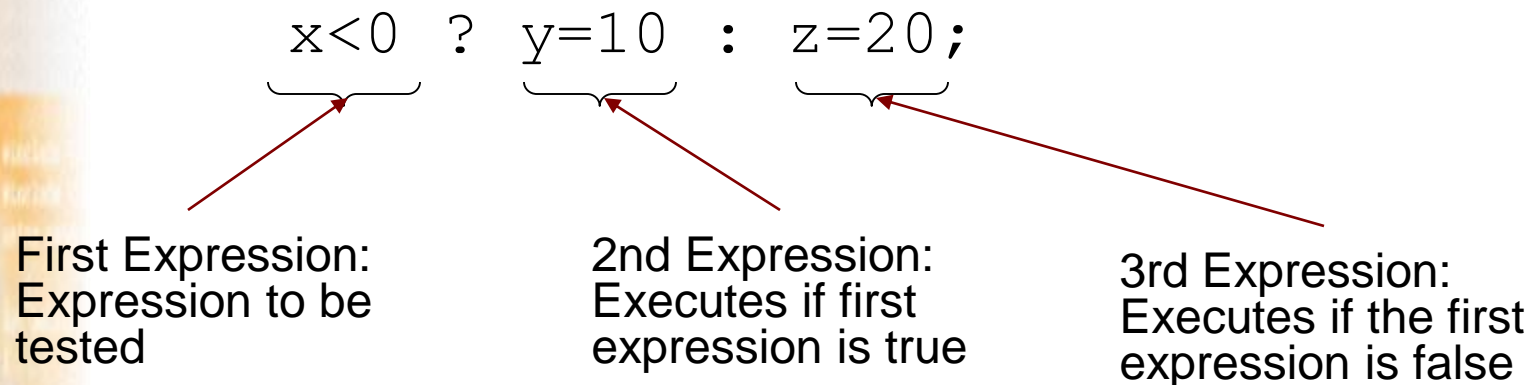 x<0 ? y=10 : z=20;
First Expression:
Expression to be
tested
2nd Expression:
Executes if first
expression is true
3rd Expression:
Executes if the first
expression is false